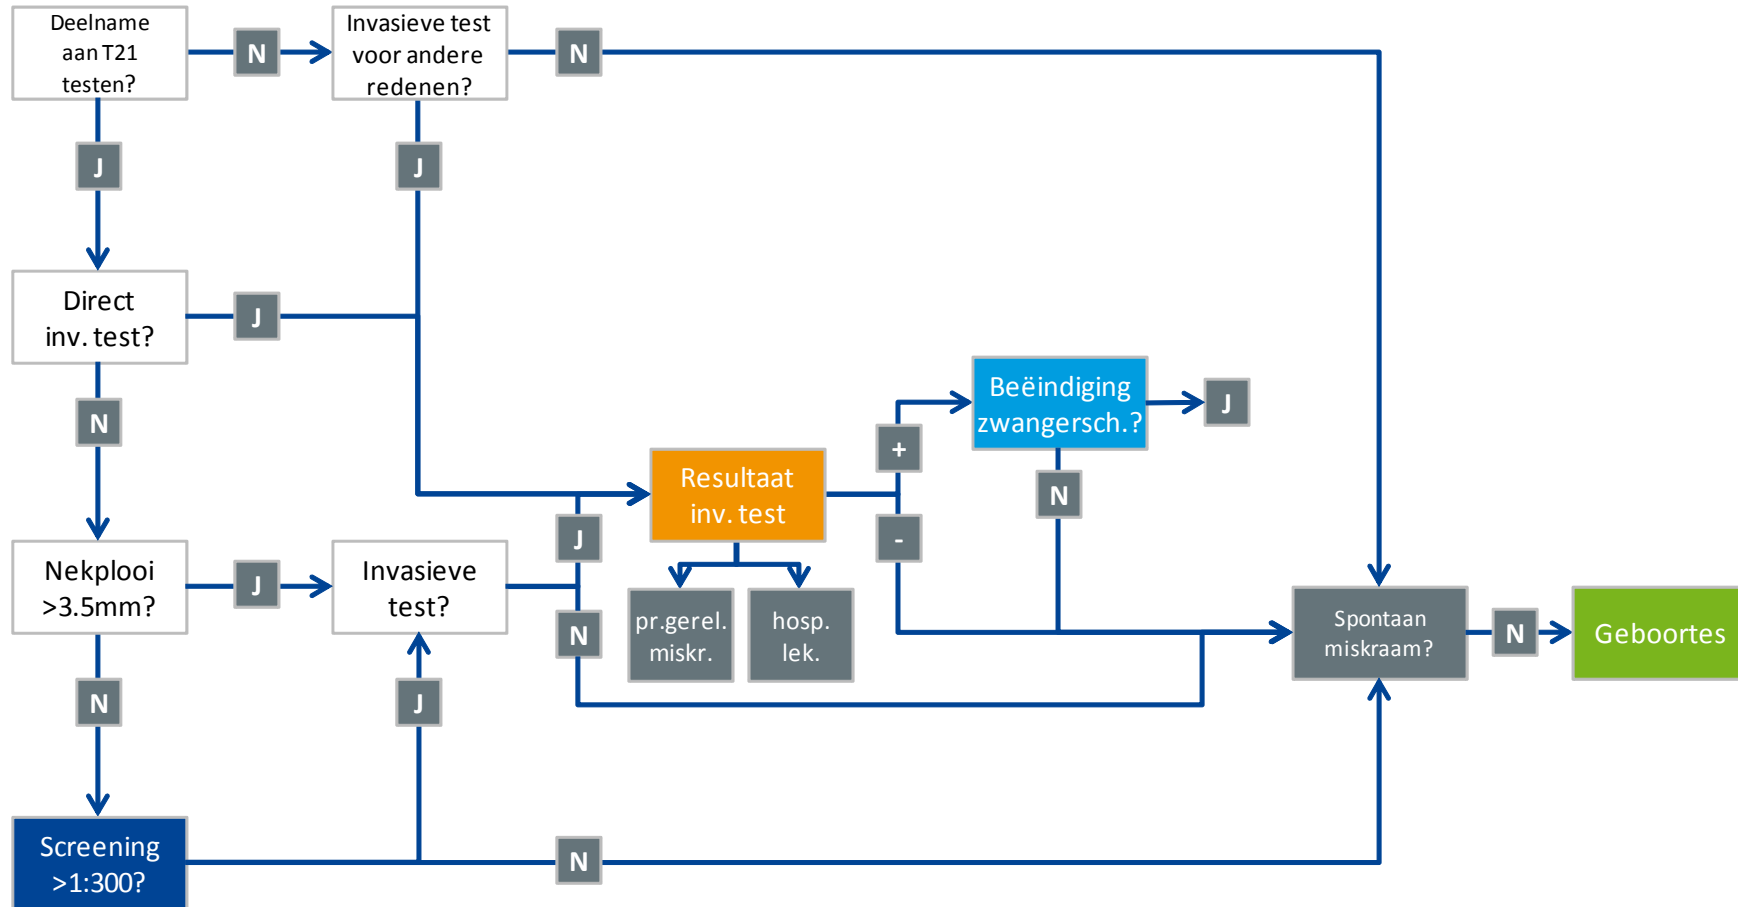 Deelname
aan T21
testen?
N
Invasieve test
voor andere
redenen?
N
J
J
Direct
inv. test?
J
N
Beëindiging
zwangersch.?
J
+
N
Resultaat
inv. test
-
J
Nekplooi
>3.5mm?
J
Invasieve
test?
N
pr.gerel.
miskr.
hosp.
lek.
Spontaan
miskraam?
N
Geboortes
N
J
Screening
>1:300?
N